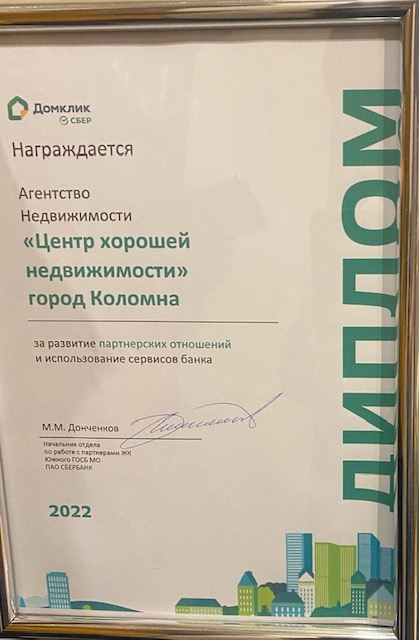 Домклик
СБЕР
Награждается
Агентство
Недвижимости
«Центр хорошей
недвижимости»
город Коломна
за развитие партнерских отношений
и использование сервисов банка
М.М. Донченков
Начальник отдела
по работе с партнерами ЖК
Южного ГОСБ МО
ПАО СБЕРБАНК
2022
ДИПЛОМ